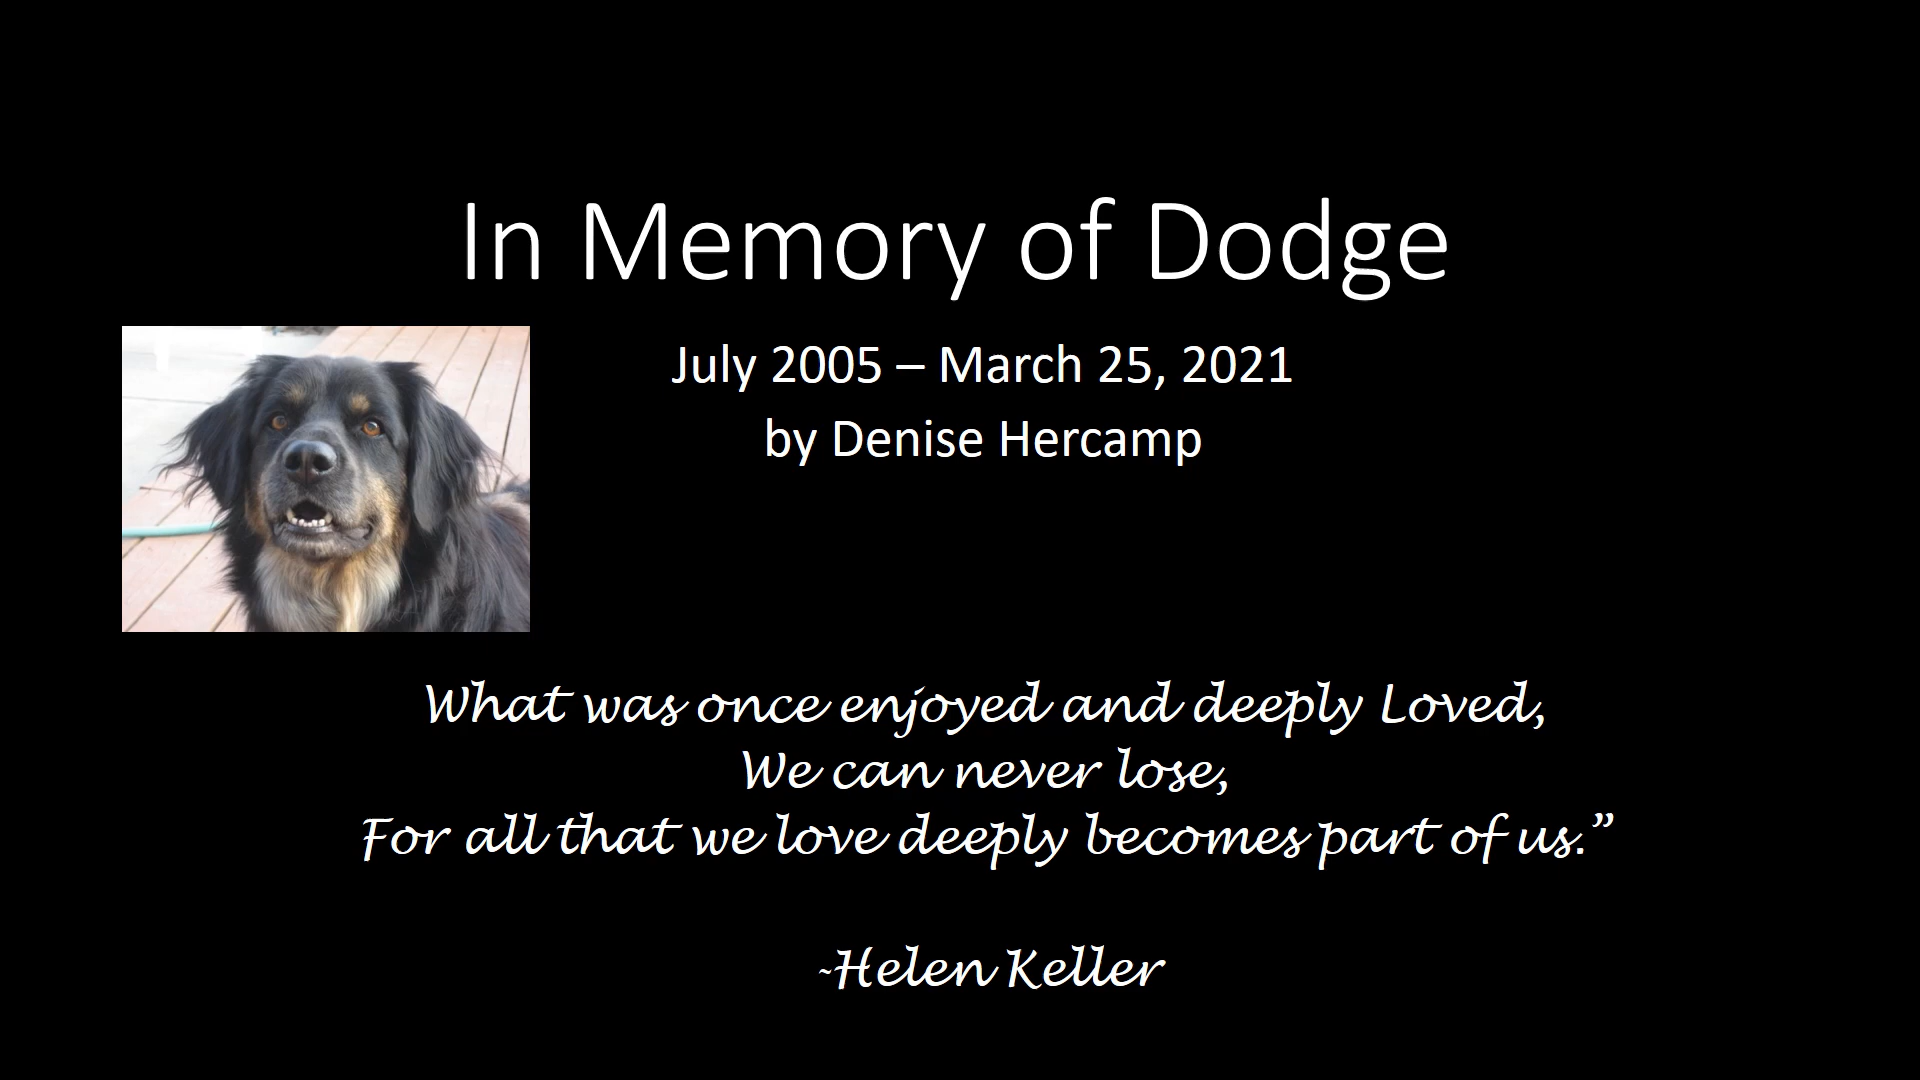 In Memory of Dodge
July 2005 – March 25, 2021
by Denise Hercamp
What was once enjoyed and deeply Loved,
We can never lose,
For all that we love deeply becomes part of us.”
-Helen Keller